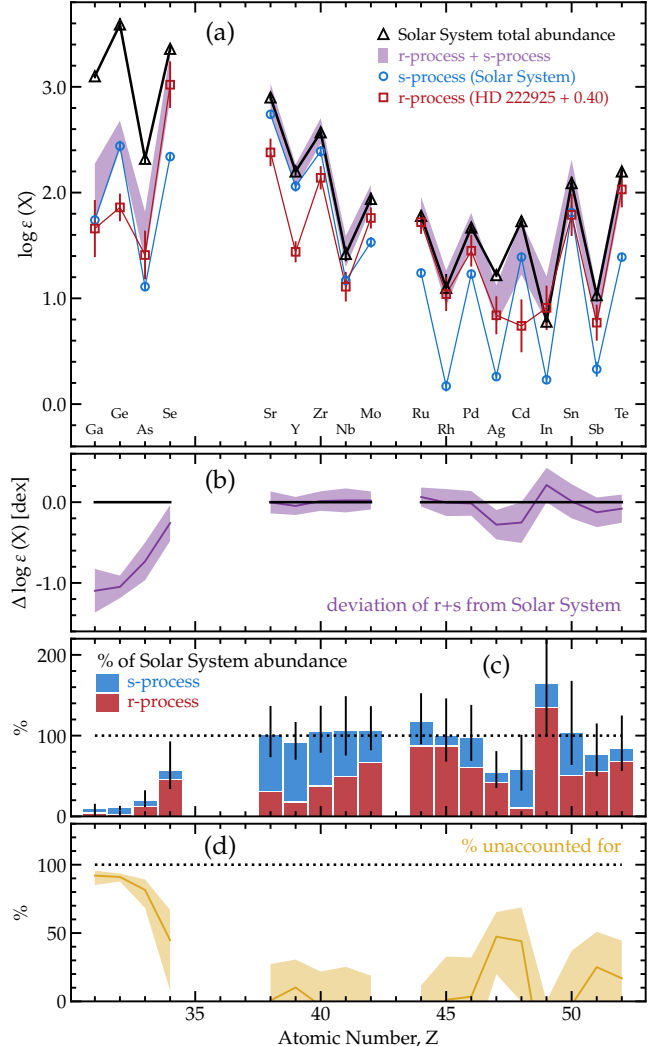 (a)
Solar System total abundance
r-process + s-process
s-process (Solar System)
r-process (HD 222925 + 0.40)
log ε (X)
3.0
2.0
1.0
0.0
Ge Se Sr Zr Mo Ru Pd Cd Sn Te
Ga As Y Nb Rh Ag In Sb
(b)
Δ log ε (X) [dex]
0.0
-1.0
deviation of r+s from Solar System
% of Solar System abundance
(c)
s-process
r-process
%
200
100
0
(d)
% unaccounted for
%
100
50
0
35 40 45 50
Atomic Number, Z